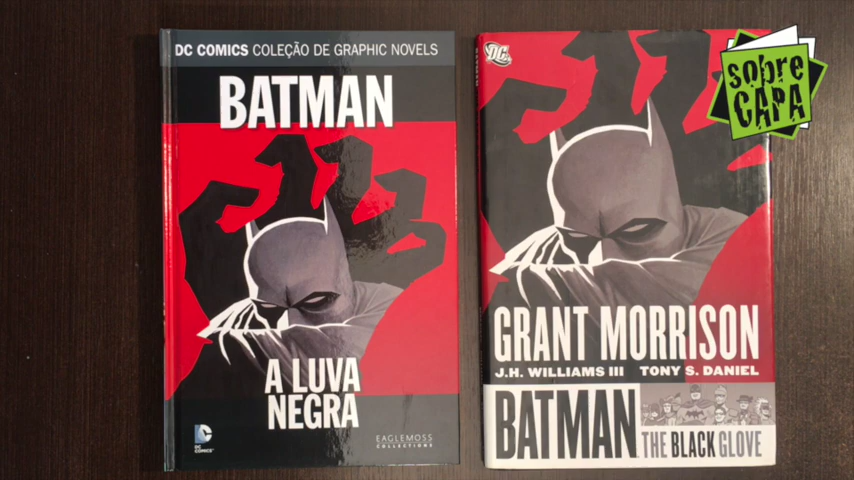 DC COMICS COLEÇÃO DE GRAPHIC NOVELS
BATMAN
A LUVA
NEGRA
DC
COMICS™
EAGLEMOSS
COLLECTIONS
DC
GRANT MORRISON
J.H. WILLIAMS III TONY S. DANIEL
BATMAN
THE BLACK GLOVE
sobre
CAPA